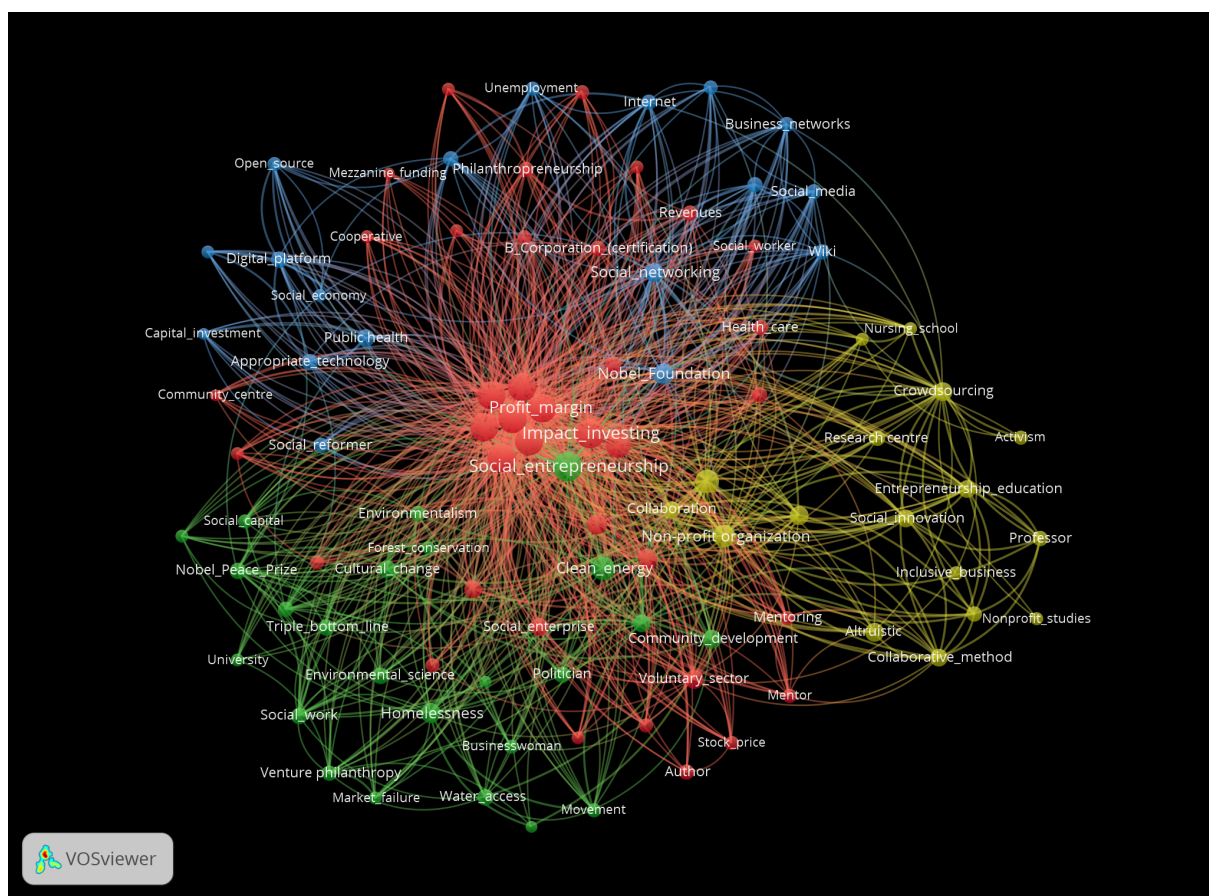 Unemployment
Internet
Business_networks
Open_source
Mezzanine_funding
Philanthropreneurship
Social_media
Revenues
Cooperative
B_Corporation_(certification)
Social_worker
Wiki
Digital_platform
Social_networking
Social_economy
Capital_investment
Public health
Health_care
Nursing_school
Appropriate_technology
Nobel_Foundation
Community_centre
Crowdsourcing
Profit_margin
Impact_investing
Research centre
Activism
Social_reformer
Social_entrepreneurship
Entrepreneurship_education
Collaboration
Social_capital
Environmentalism
Social_innovation
Non-profit organization
Professor
Forest_conservation
Nobel_Peace_Prize
Cultural_change
Clean_energy
Inclusive_business
Triple_bottom_line
Social_enterprise
Mentoring
Nonprofit_studies
Community_development
Altruistic
University
Collaborative_method
Environmental_science
Politician
Voluntary_sector
Mentor
Social_work
Homelessness
Businesswoman
Stock_price
Venture philanthropy
Author
Market_failure
Water_access
Movement
VOSviewer